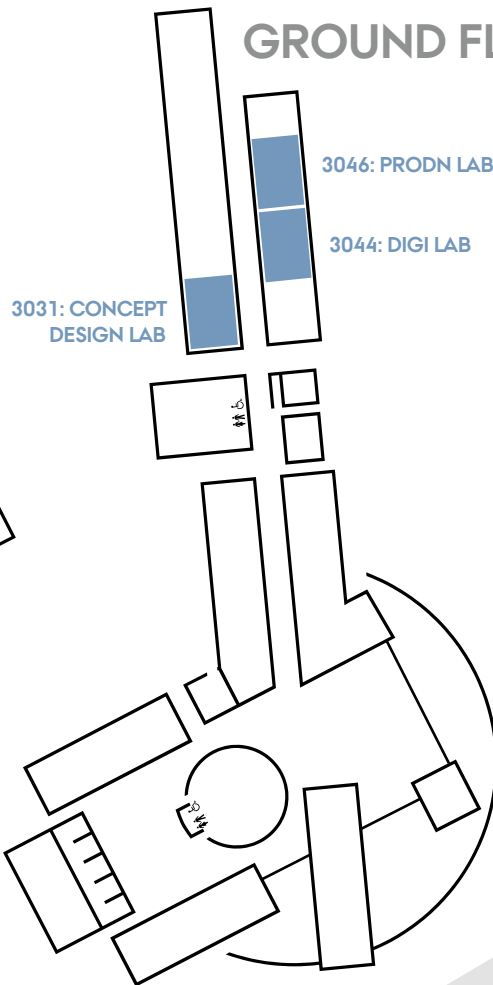 GROUND FL
3046: PRODN LAB
3044: DIGI LAB
3031: CONCEPT
DESIGN LAB